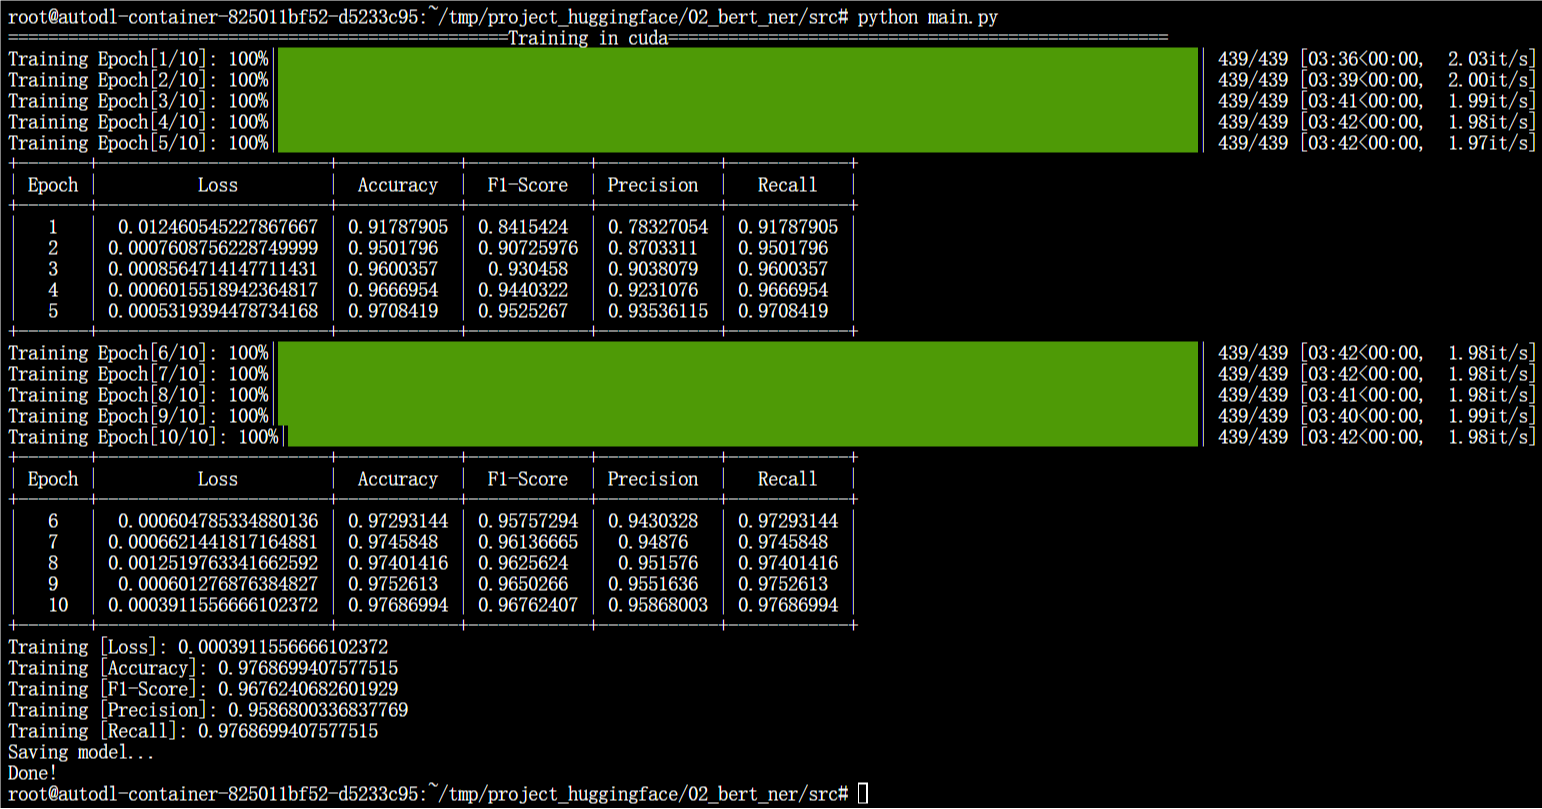 root@autodl-container-825011bf52-d5233c95:~/tmp/project_huggingface/02_bert_ner/src# python main.py
==================================================Training in cuda==================================================
Training Epoch[1/10]: 100%| | 439/439 [03:36<00:00, 2.03it/s]
Training Epoch[2/10]: 100%| | 439/439 [03:39<00:00, 2.00it/s]
Training Epoch[3/10]: 100%| | 439/439 [03:41<00:00, 1.99it/s]
Training Epoch[4/10]: 100%| | 439/439 [03:42<00:00, 1.98it/s]
Training Epoch[5/10]: 100%| | 439/439 [03:42<00:00, 1.97it/s]
| Epoch | Loss | Accuracy | F1-Score | Precision | Recall |
| 1 | 0.012460545227867667 | 0.91787905 | 0.8415424 | 0.78327054 | 0.91787905 |
| 2 | 0.0007608756228749999 | 0.9501796 | 0.90725976 | 0.8703311 | 0.9501796 |
| 3 | 0.0008564714147711431 | 0.9600357 | 0.930458 | 0.9038079 | 0.9600357 |
| 4 | 0.0006015518942364817 | 0.9666954 | 0.9440322 | 0.9231076 | 0.9666954 |
| 5 | 0.0005319394478734168 | 0.9708419 | 0.9525267 | 0.93536115 | 0.9708419 |
Training Epoch[6/10]: 100%| | 439/439 [03:42<00:00, 1.98it/s]
Training Epoch[7/10]: 100%| | 439/439 [03:42<00:00, 1.98it/s]
Training Epoch[8/10]: 100%| | 439/439 [03:41<00:00, 1.98it/s]
Training Epoch[9/10]: 100%| | 439/439 [03:40<00:00, 1.99it/s]
Training Epoch[10/10]: 100%| | 439/439 [03:42<00:00, 1.98it/s]
| Epoch | Loss | Accuracy | F1-Score | Precision | Recall |
| 6 | 0.000604785334880136 | 0.97293144 | 0.95757294 | 0.9430328 | 0.97293144 |
| 7 | 0.0006621441817164881 | 0.9745848 | 0.96136665 | 0.94876 | 0.9745848 |
| 8 | 0.0012519763341662592 | 0.97401416 | 0.9625624 | 0.951576 | 0.97401416 |
| 9 | 0.000601276876384827 | 0.9752613 | 0.9650266 | 0.9551636 | 0.9752613 |
| 10 | 0.0003911556666102372 | 0.97686994 | 0.96762407 | 0.95868003 | 0.97686994 |
Training [Loss]: 0.0003911556666102372
Training [Accuracy]: 0.9768699407577515
Training [F1-Score]: 0.9676240682601929
Training [Precision]: 0.9586800336837769
Training [Recall]: 0.9768699407577515
Saving model...
Done!
root@autodl-container-825011bf52-d5233c95:~/tmp/project_huggingface/02_bert_ner/src#